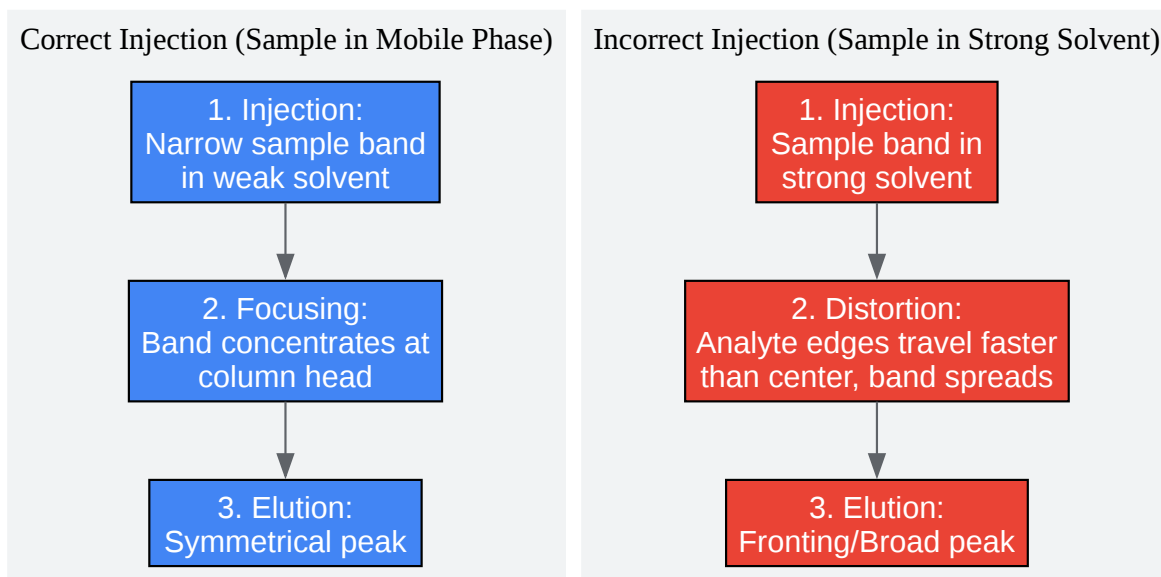 Correct Injection (Sample in Mobile Phase)
1. Injection:
Narrow sample band
in weak solvent
2. Focusing:
Band concentrates at
column head
3. Elution:
Symmetrical peak
Incorrect Injection (Sample in Strong Solvent)
1. Injection:
Sample band in
strong solvent
2. Distortion:
Analyte edges travel faster
than center, band spreads
3. Elution:
Fronting/Broad peak